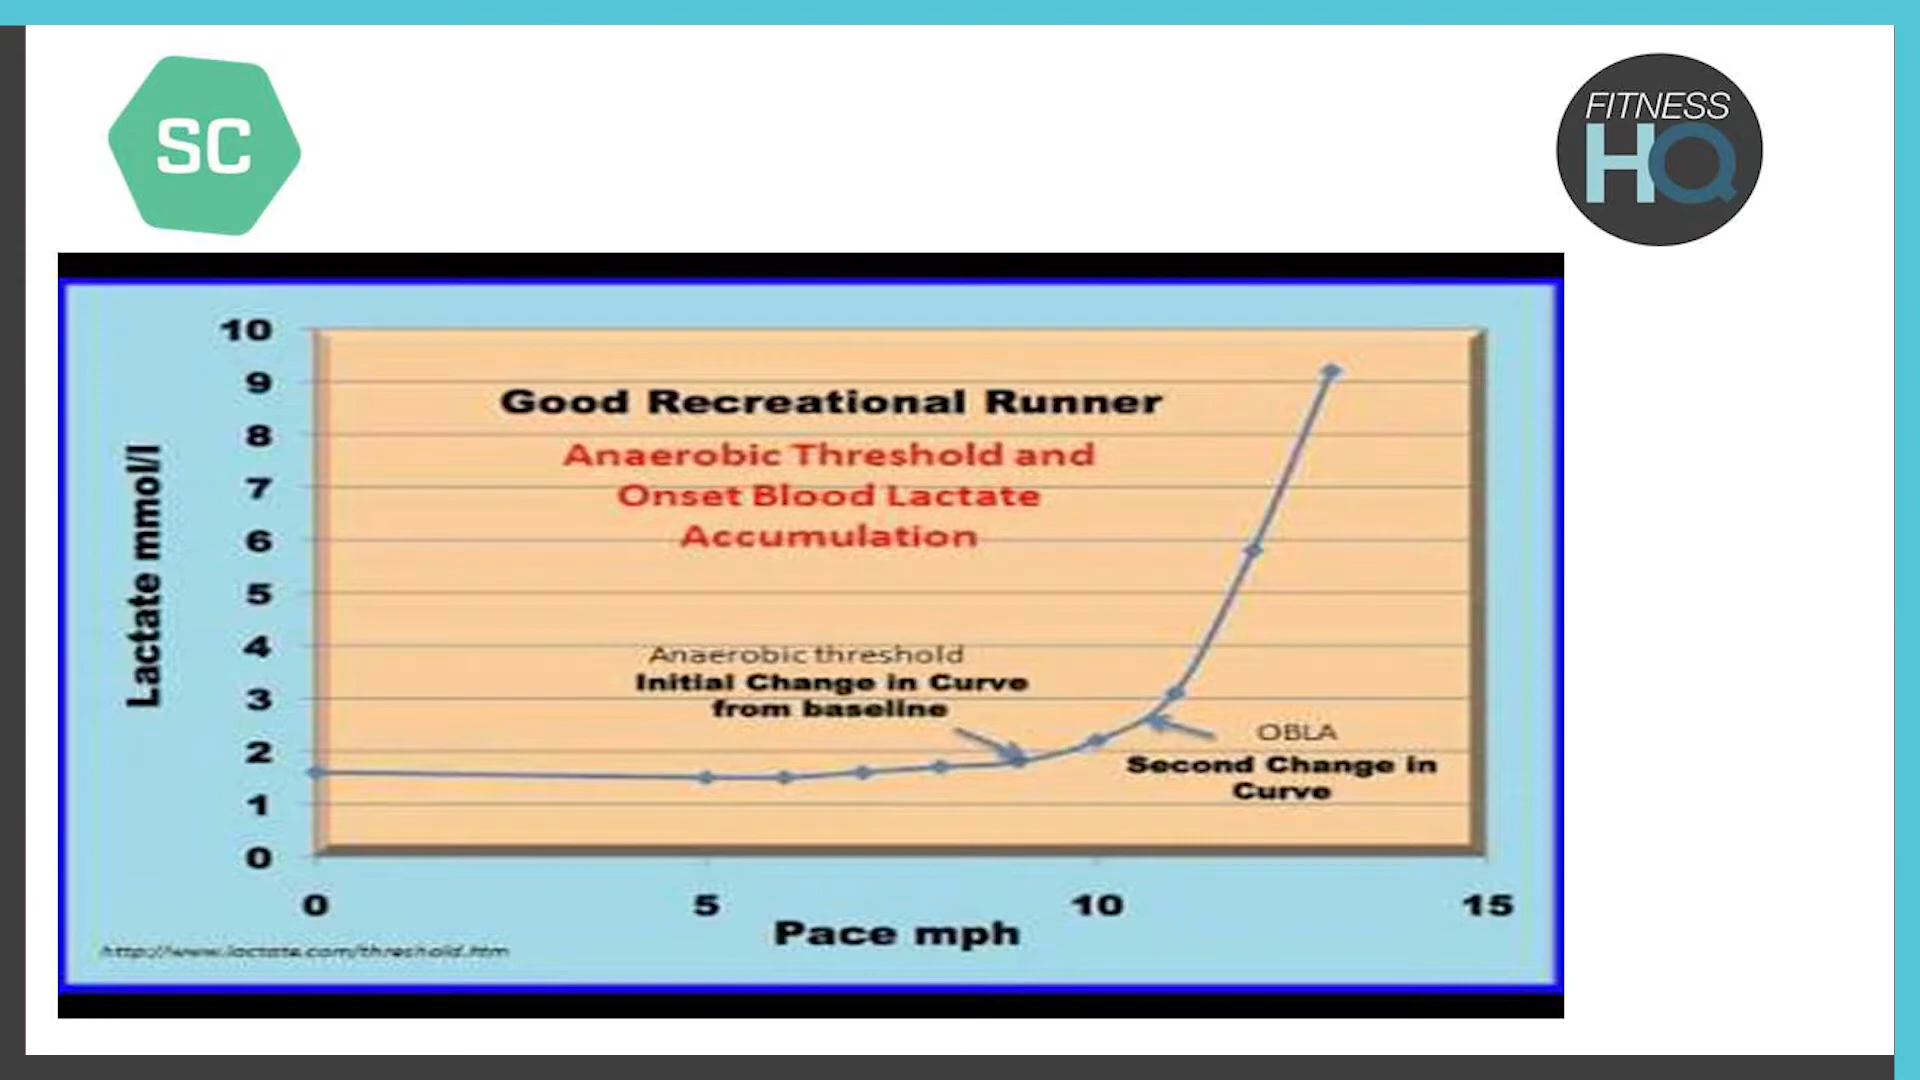 SC
FITNESS
HQ
10
9
8
7
6
5
4
3
2
1
0
Lactate mmol/l
Good Recreational Runner
Anaerobic Threshold and
Onset Blood Lactate
Accumulation
Anaerobic threshold
Initial Change in Curve
from baseline
OBLA
Second Change in
Curve
0 5 10 15
Pace mph
http://www.lactate.com/threshold.htm